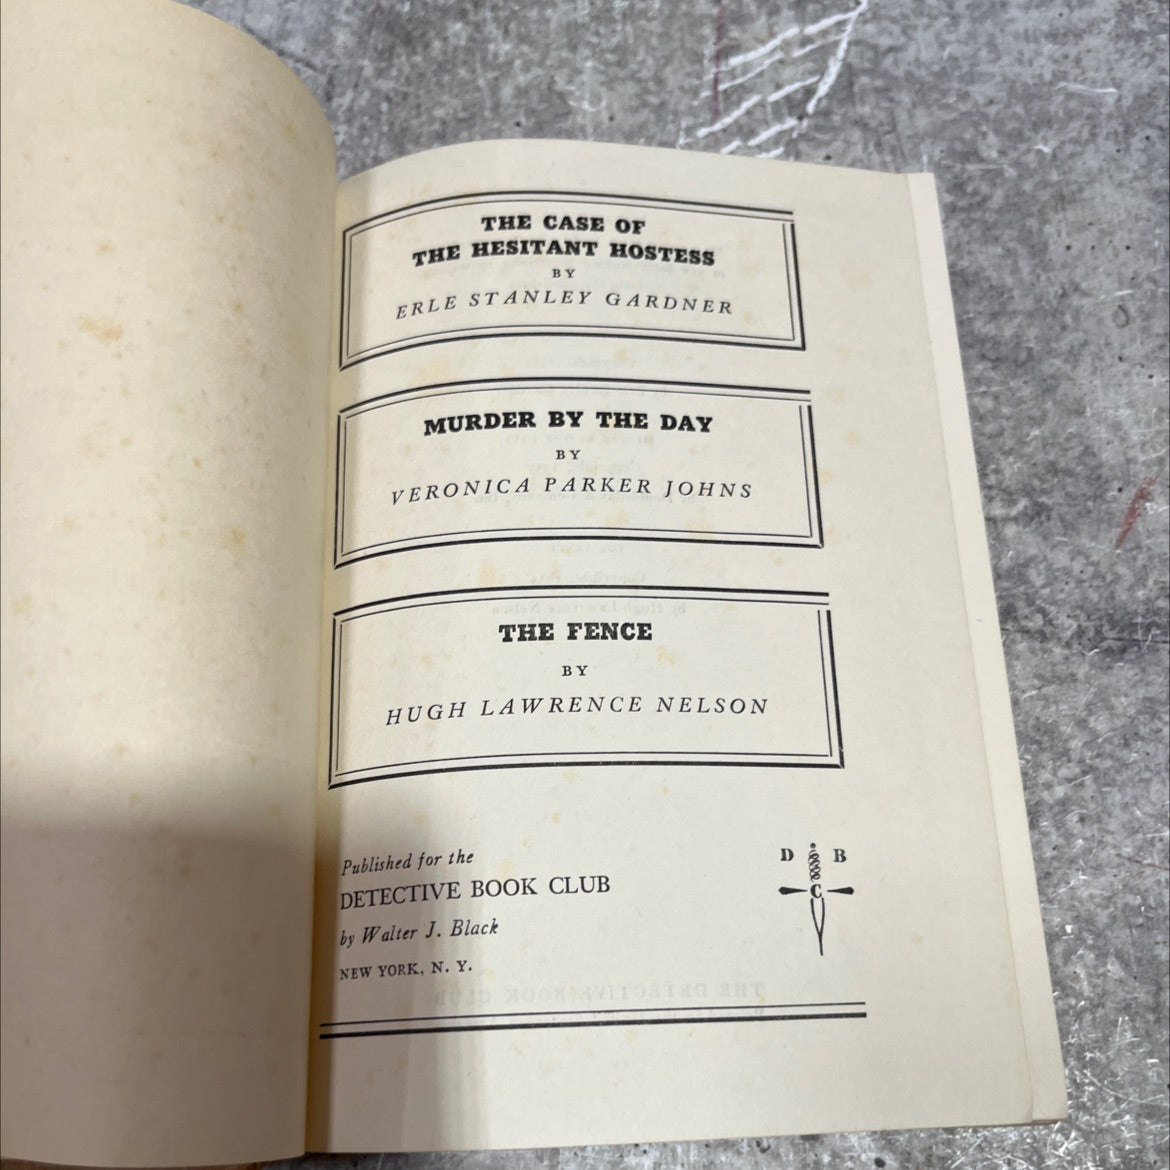 THE CASE OF
THE HESITANT HOSTESS
BY
ERLE STANLEY GARDNER
MURDER BY THE DAY
BY
VERONICA PARKER JOHNS
THE FENCE
BY
HUGH LAWRENCE NELSON
Published for the
DETECTIVE BOOK CLUB
by Walter J. Black
NEW YORK, N. Y.
D B
C